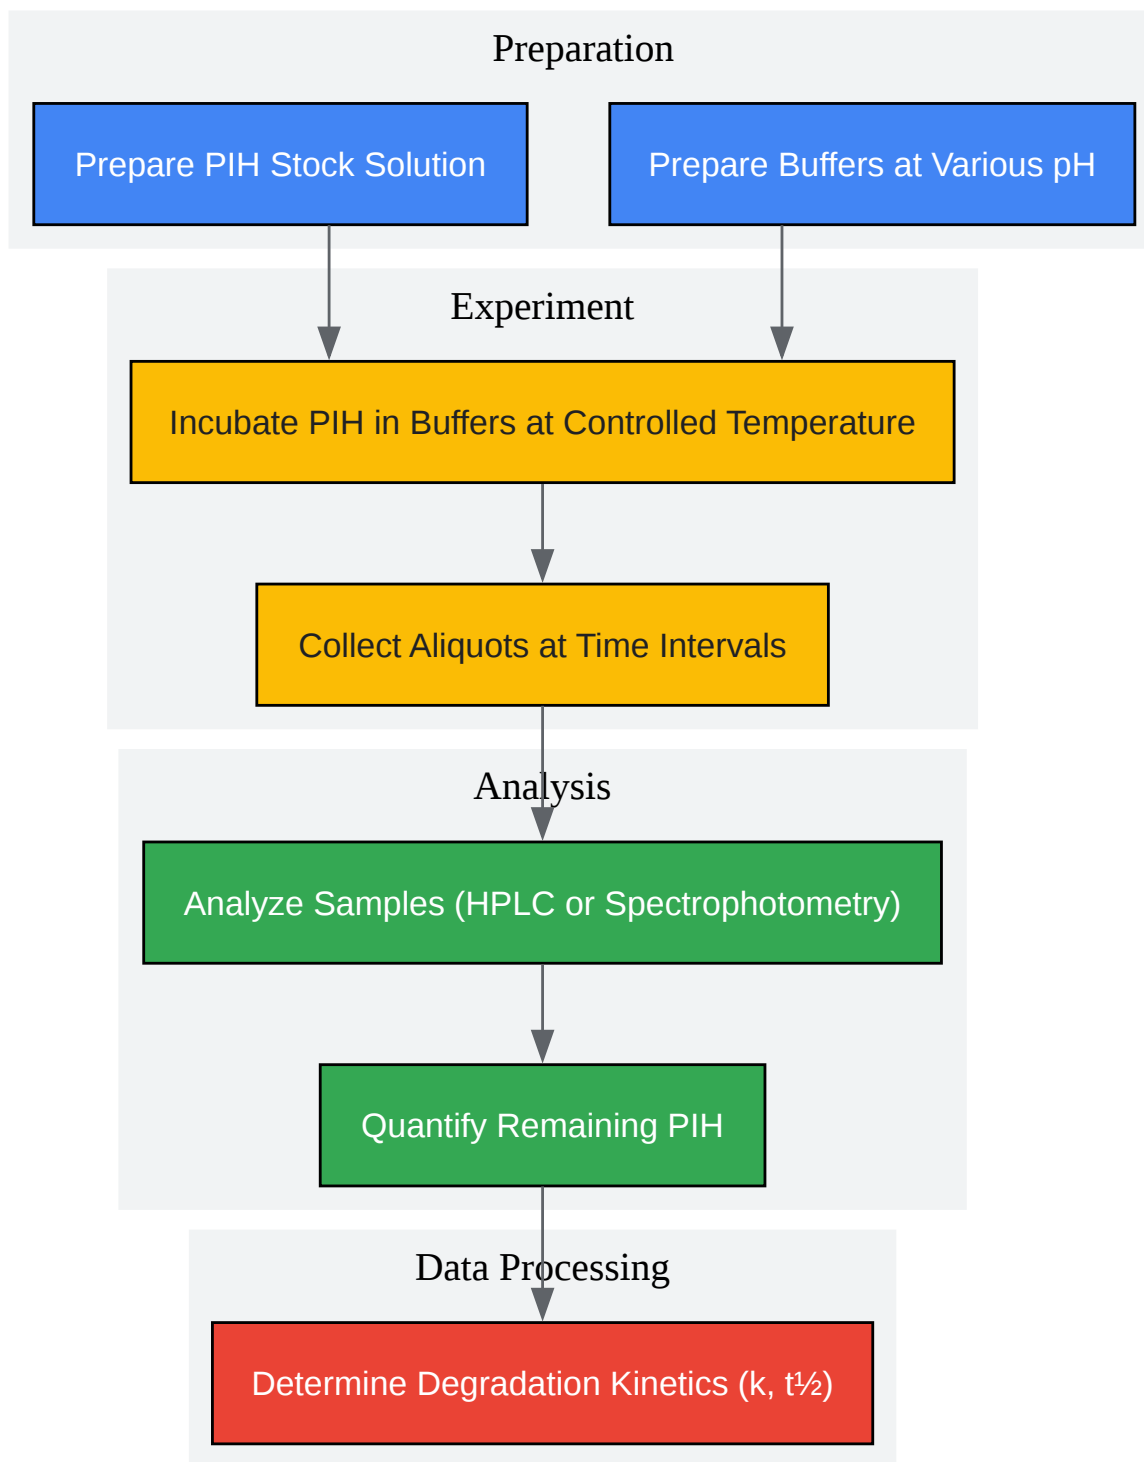 Preparation
Prepare PIH Stock Solution
Prepare Buffers at Various pH
Experiment
Incubate PIH in Buffers at Controlled Temperature
Collect Aliquots at Time Intervals
Analysis
Analyze Samples (HPLC or Spectrophotometry)
Quantify Remaining PIH
Data Processing
Determine Degradation Kinetics (k, t½)